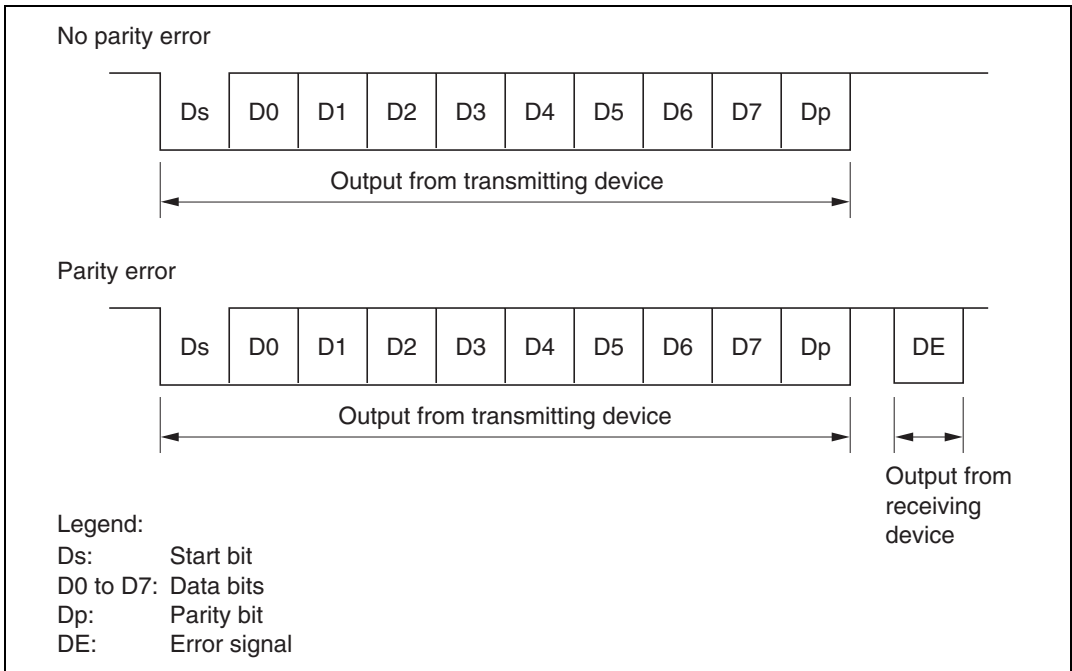 No parity error
Ds D0 D1 D2 D3 D4 D5 D6 D7 Dp
Output from transmitting device
Parity error
Ds D0 D1 D2 D3 D4 D5 D6 D7 Dp DE
Output from transmitting device
Output from
receiving
device
Legend:
Ds: Start bit
D0 to D7: Data bits
Dp: Parity bit
DE: Error signal